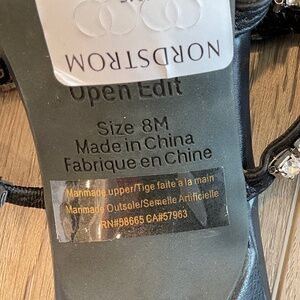 NORDSTROM
Open Edit
Size 8M
Made in China
Fabrique en Chine
Manmade upper/Tige faite à la main
Manmade Outsole/Semelle Artificielle
RN#58665 CA#57963